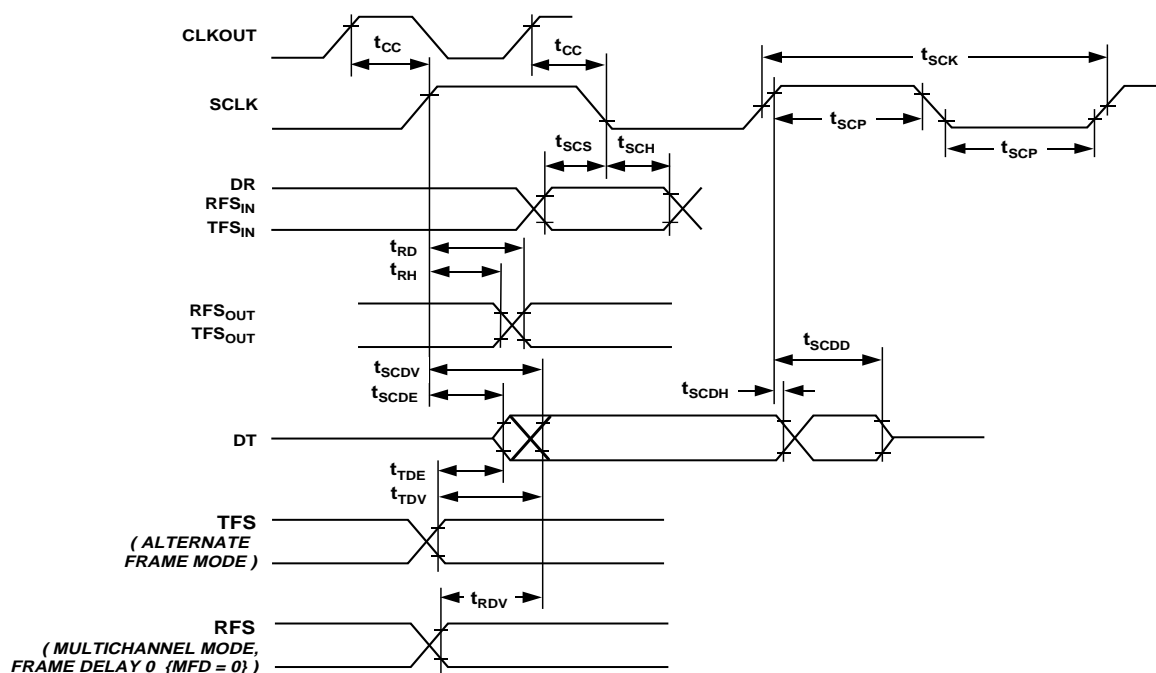 CLKOUT
tCC
tCC
tSCK
SCLK
tSCP
tSCP
tSCS
tSCH
DR
RFSIN
TFSIN
tRD
tRH
RFSOUT
TFSOUT
tSCDD
tSCDV
tSCDE
tSCDH
DT
tTDE
tTDV
TFS
( ALTERNATE
FRAME MODE )
tRDV
RFS
( MULTICHANNEL MODE,
FRAME DELAY 0 {MFD = 0} )